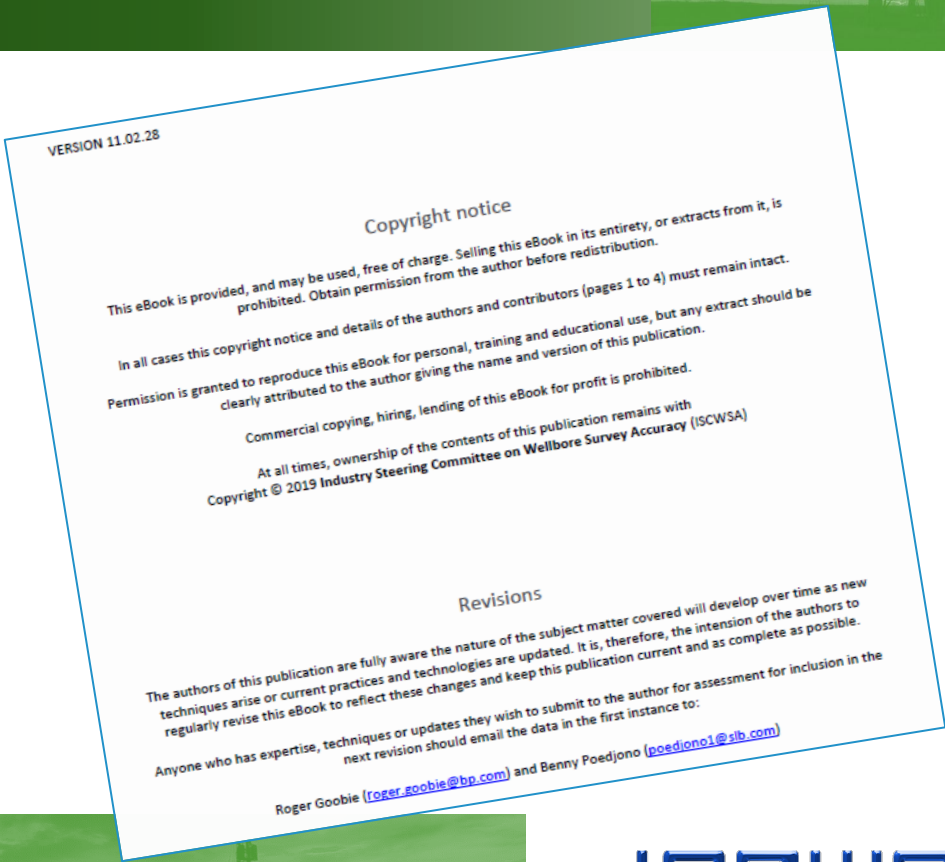 VERSION 11.02.28
Copyright notice
This eBook is provided, and may be used, free of charge. Selling this eBook in its entirety, or extracts from it, is
prohibited. Obtain permission from the author before redistribution.
In all cases this copyright notice and details of the authors and contributors (pages 1 to 4) must remain intact.
Permission is granted to reproduce this eBook for personal, training and educational use, but any extract should be
clearly attributed to the author giving the name and version of this publication.
Commercial copying, hiring, lending of this eBook for profit is prohibited.
At all times, ownership of the contents of this publication remains with
Copyright © 2019 Industry Steering Committee on Wellbore Survey Accuracy (ISCWSA)
Revisions
The authors of this publication are fully aware the nature of the subject matter covered will develop over time as new
techniques arise or current practices and technologies are updated. It is, therefore, the intension of the authors to
regularly revise this eBook to reflect these changes and keep this publication current and as complete as possible.
Anyone who has expertise, techniques or updates they wish to submit to the author for assessment for inclusion in the
next revision should email the data in the first instance to:
Roger Goobie (roger.goobie@bp.com) and Benny Poedjono (poedjono1@slb.com)